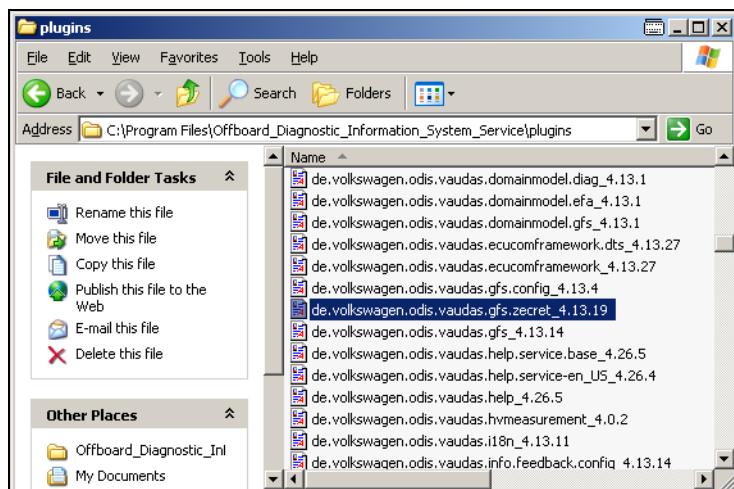 plugins
File Edit View Favorites Tools Help
Back Search Folders
Address C:\Program Files\Offboard_Diagnostic_Information_System_Service\plugins Go
File and Folder Tasks
Rename this file
Move this file
Copy this file
Publish this file to the
Web
E-mail this file
Delete this file
Other Places
Offboard_Diagnostic_Inf
My Documents
Name
de.volkswagen.odis.vaudas.domainmodel.diag_4.13.1
de.volkswagen.odis.vaudas.domainmodel.efa_4.13.1
de.volkswagen.odis.vaudas.domainmodel.gfs_4.13.1
de.volkswagen.odis.vaudas.ecucomframework.dts_4.13.27
de.volkswagen.odis.vaudas.ecucomframework_4.13.27
de.volkswagen.odis.vaudas.gfs.config_4.13.4
de.volkswagen.odis.vaudas.gfs.zecret_4.13.19
de.volkswagen.odis.vaudas.gfs_4.13.14
de.volkswagen.odis.vaudas.help.service.base_4.26.5
de.volkswagen.odis.vaudas.help.service-en_US_4.26.4
de.volkswagen.odis.vaudas.help_4.26.5
de.volkswagen.odis.vaudas.hvmeasurement_4.0.2
de.volkswagen.odis.vaudas.i18n_4.13.11
de.volkswagen.odis.vaudas.info.feedback.config_4.13.14